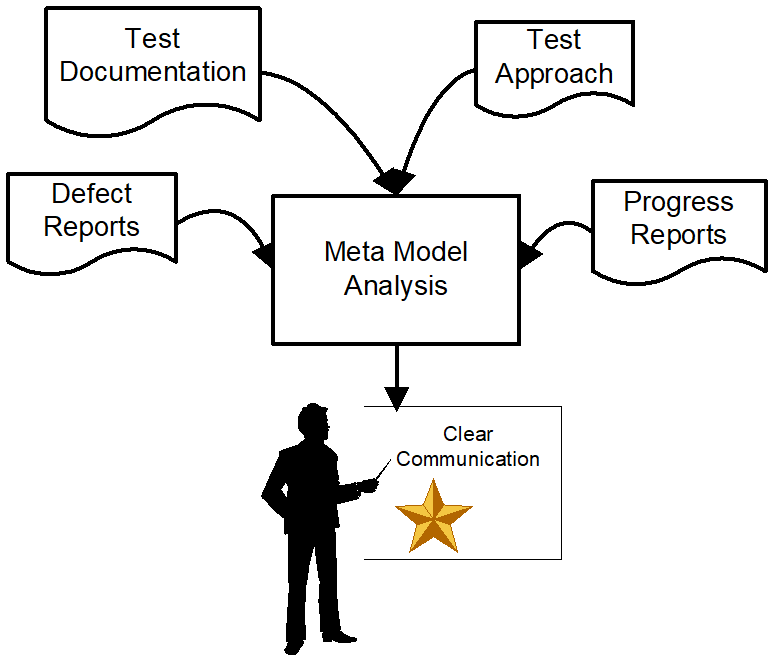 Test
Documentation
Test
Approach
Defect
Reports
Progress
Reports
Meta Model
Analysis
Clear
Communication